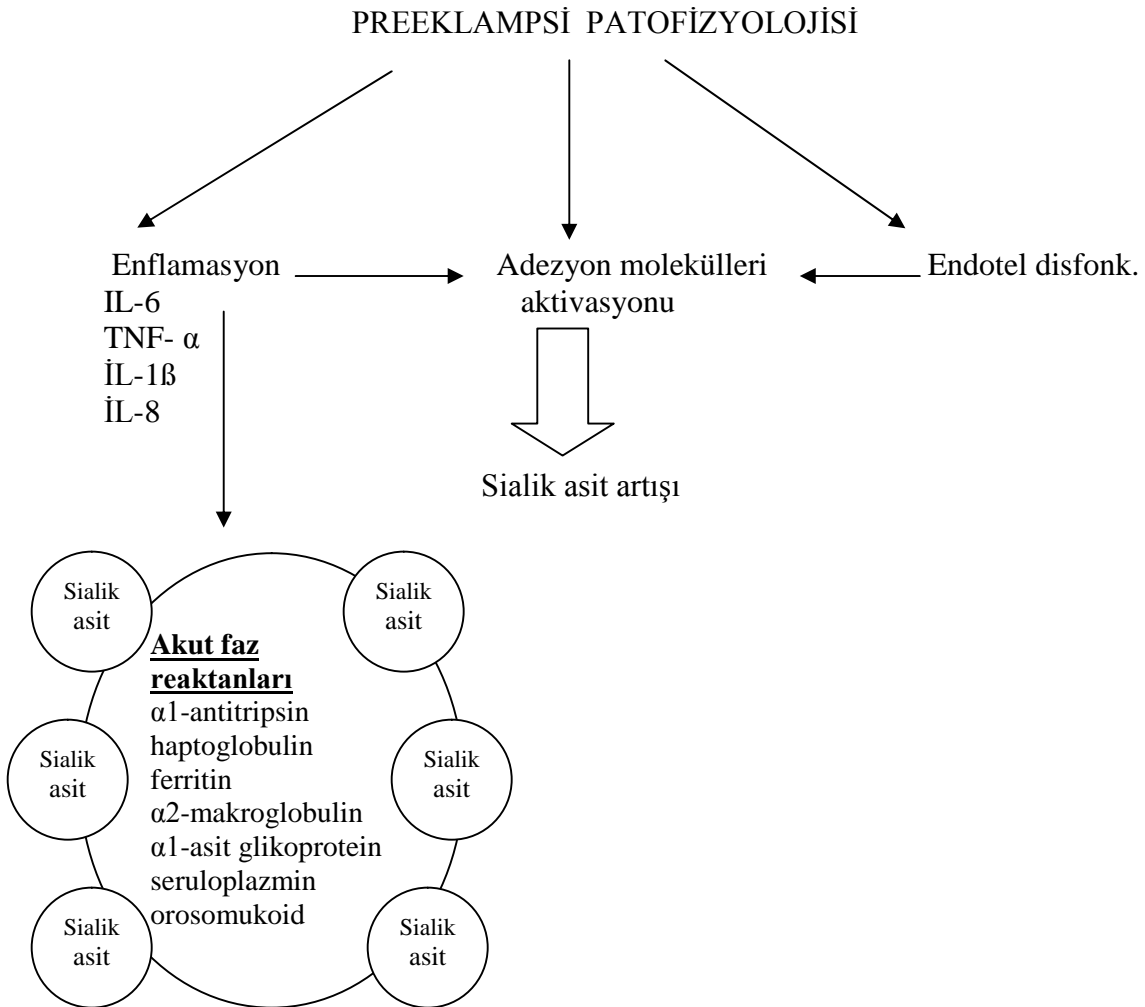 PREEKLAMPSİ PATOFİZYOLOJİSİ
Enflamasyon
IL-6
TNF- α
İL-1ß
İL-8
Adezyon molekülleri
aktivasyonu
Endotel disfonk.
Sialik asit artışı
Sialik
asit
Sialik
asit
Akut faz
reaktanları
α1-antitripsin
haptoglobulin
ferritin
α2-makroglobulin
α1-asit glikoprotein
seruloplazmin
orosomukoid
Sialik
asit
Sialik
asit
Sialik
asit
Sialik
asit